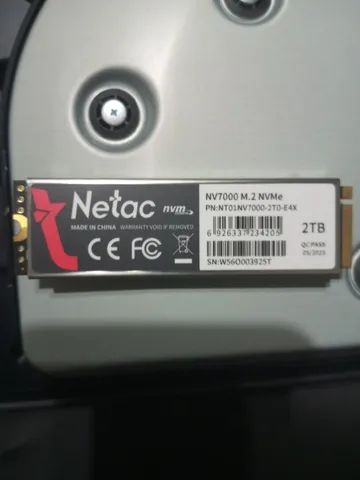 Netac nvm
MADE IN CHINA WARRANTY VOID IF REMOVED
CE FC
NV7000 M.2 NVMe
PN:NT01NV7000-2T0-E4X
6 926337 234205
SN:W56O003925T
2TB
QC PASS
05/2023